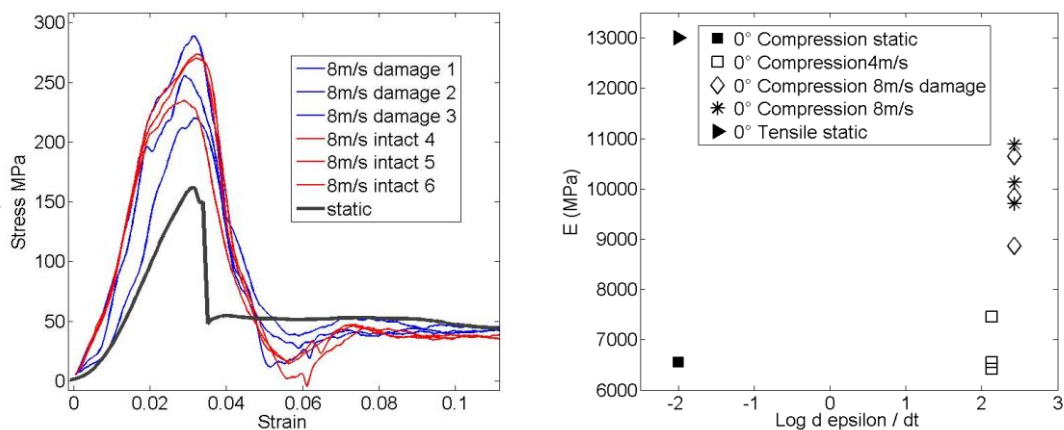 300
250
200
150
100
50
0
Stress MPa
8m/s damage 1
8m/s damage 2
8m/s damage 3
8m/s intact 4
8m/s intact 5
8m/s intact 6
static
0 0.02 0.04 0.06 0.08 0.1
Strain
13000
12000
11000
10000
9000
8000
7000
6000
E (MPa)
0° Compression static
0° Compression4m/s
0° Compression 8m/s damage
0° Compression 8m/s
0° Tensile static
-2 -1 0 1 2 3
Log d epsilon / dt